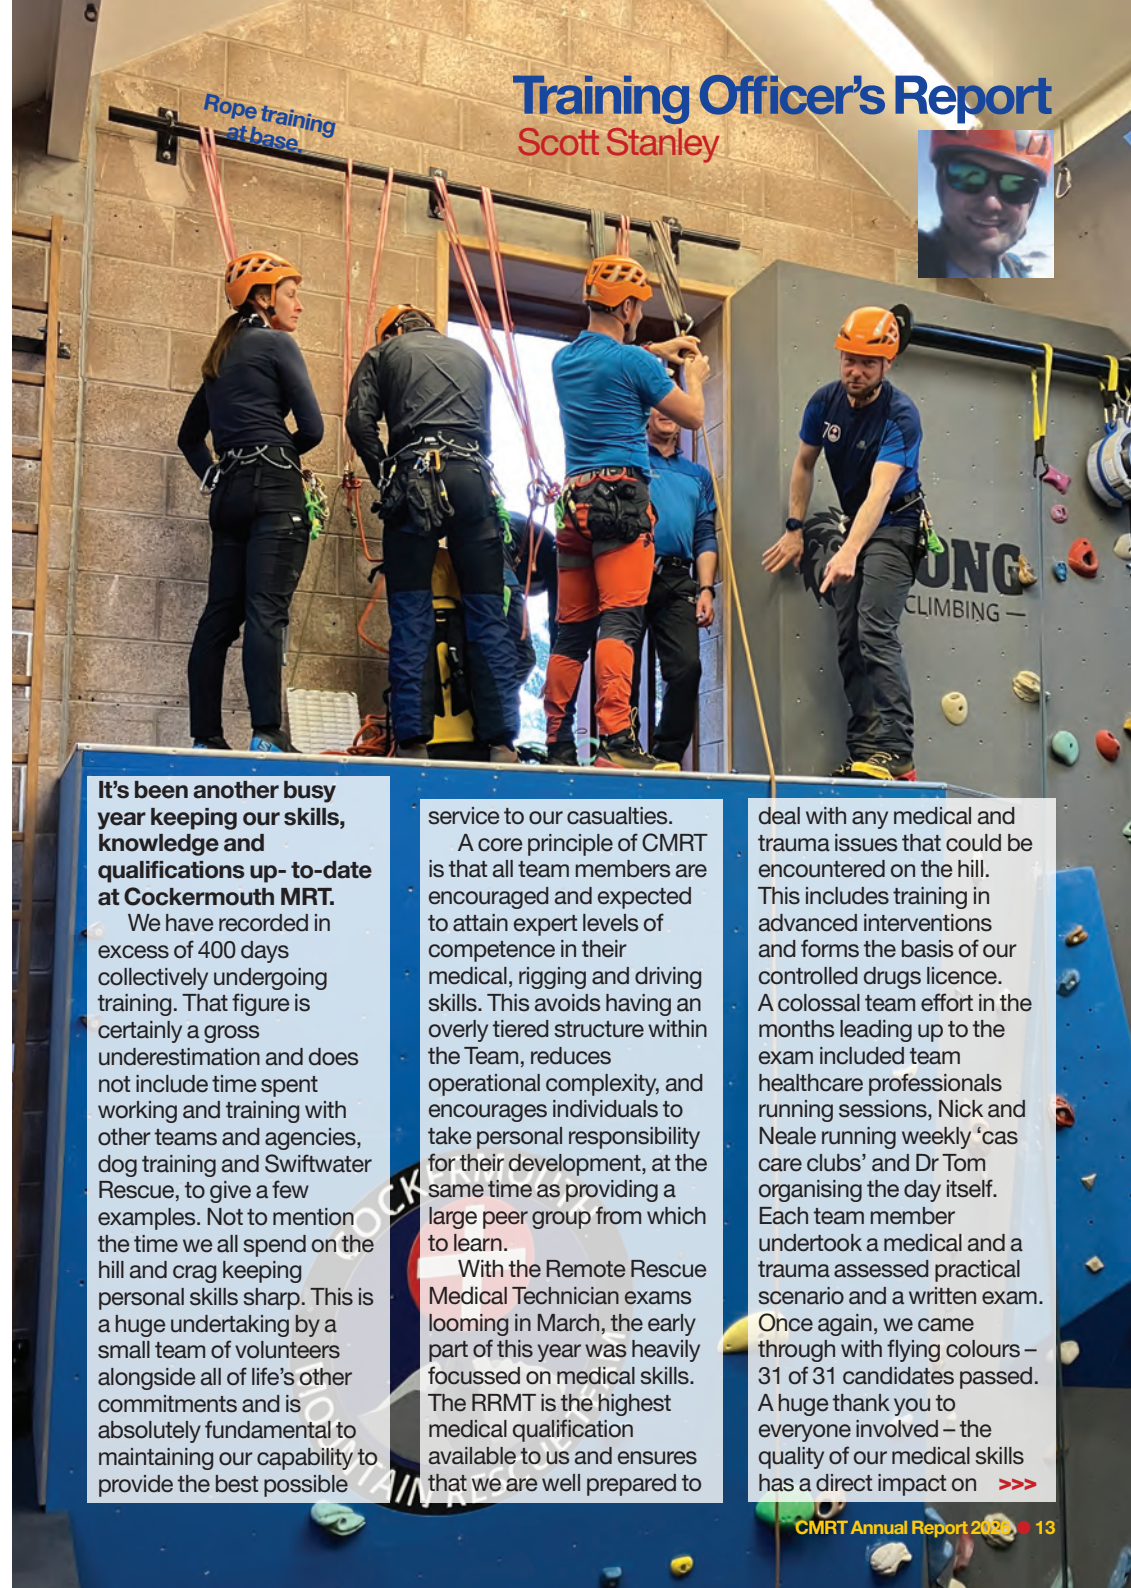 Training Officer's Report
Scott Stanley
Rope training
at base.
ONG
CLIMBING
It's been another busy
year keeping our skills,
knowledge and
qualifications up- to-date
at Cockermouth MRT.
We have recorded in
excess of 400 days
collectively undergoing
training. That figure is
certainly a gross
underestimation and does
not include time spent
working and training with
other teams and agencies,
dog training and Swiftwater
Rescue, to give a few
examples. Not to mention
the time we all spend on the
hill and crag keeping
personal skills sharp. This is
a huge undertaking by a
small team of volunteers
alongside all of life's other
commitments and is
absolutely fundamental to
maintaining our capability to
provide the best possible
service to our casualties.
A core principle of CMRT
is that all team members are
encouraged and expected
to attain expert levels of
competence in their
medical, rigging and driving
skills. This avoids having an
overly tiered structure within
the Team, reduces
operational complexity, and
encourages individuals to
take personal responsibility
for their development, at the
same time as providing a
large peer group from which
to learn.
With the Remote Rescue
Medical Technician exams
looming in March, the early
part of this year was heavily
focussed on medical skills.
The RRMT is the highest
medical qualification
available to us and ensures
that we are well prepared to
deal with any medical and
trauma issues that could be
encountered on the hill.
This includes training in
advanced interventions
and forms the basis of our
controlled drugs licence.
A colossal team effort in the
months leading up to the
exam included team
healthcare professionals
running sessions, Nick and
Neale running weekly 'cas
care clubs' and Dr Tom
organising the day itself.
Each team member
undertook a medical and a
trauma assessed practical
scenario and a written exam.
Once again, we came
through with flying colours –
31 of 31 candidates passed.
A huge thank you to
everyone involved – the
quality of our medical skills
has a direct impact on >>>
COCKERMOUTH
MOUNTAIN RESCUE TEAM
CMRT Annual Report 2026 ● 13